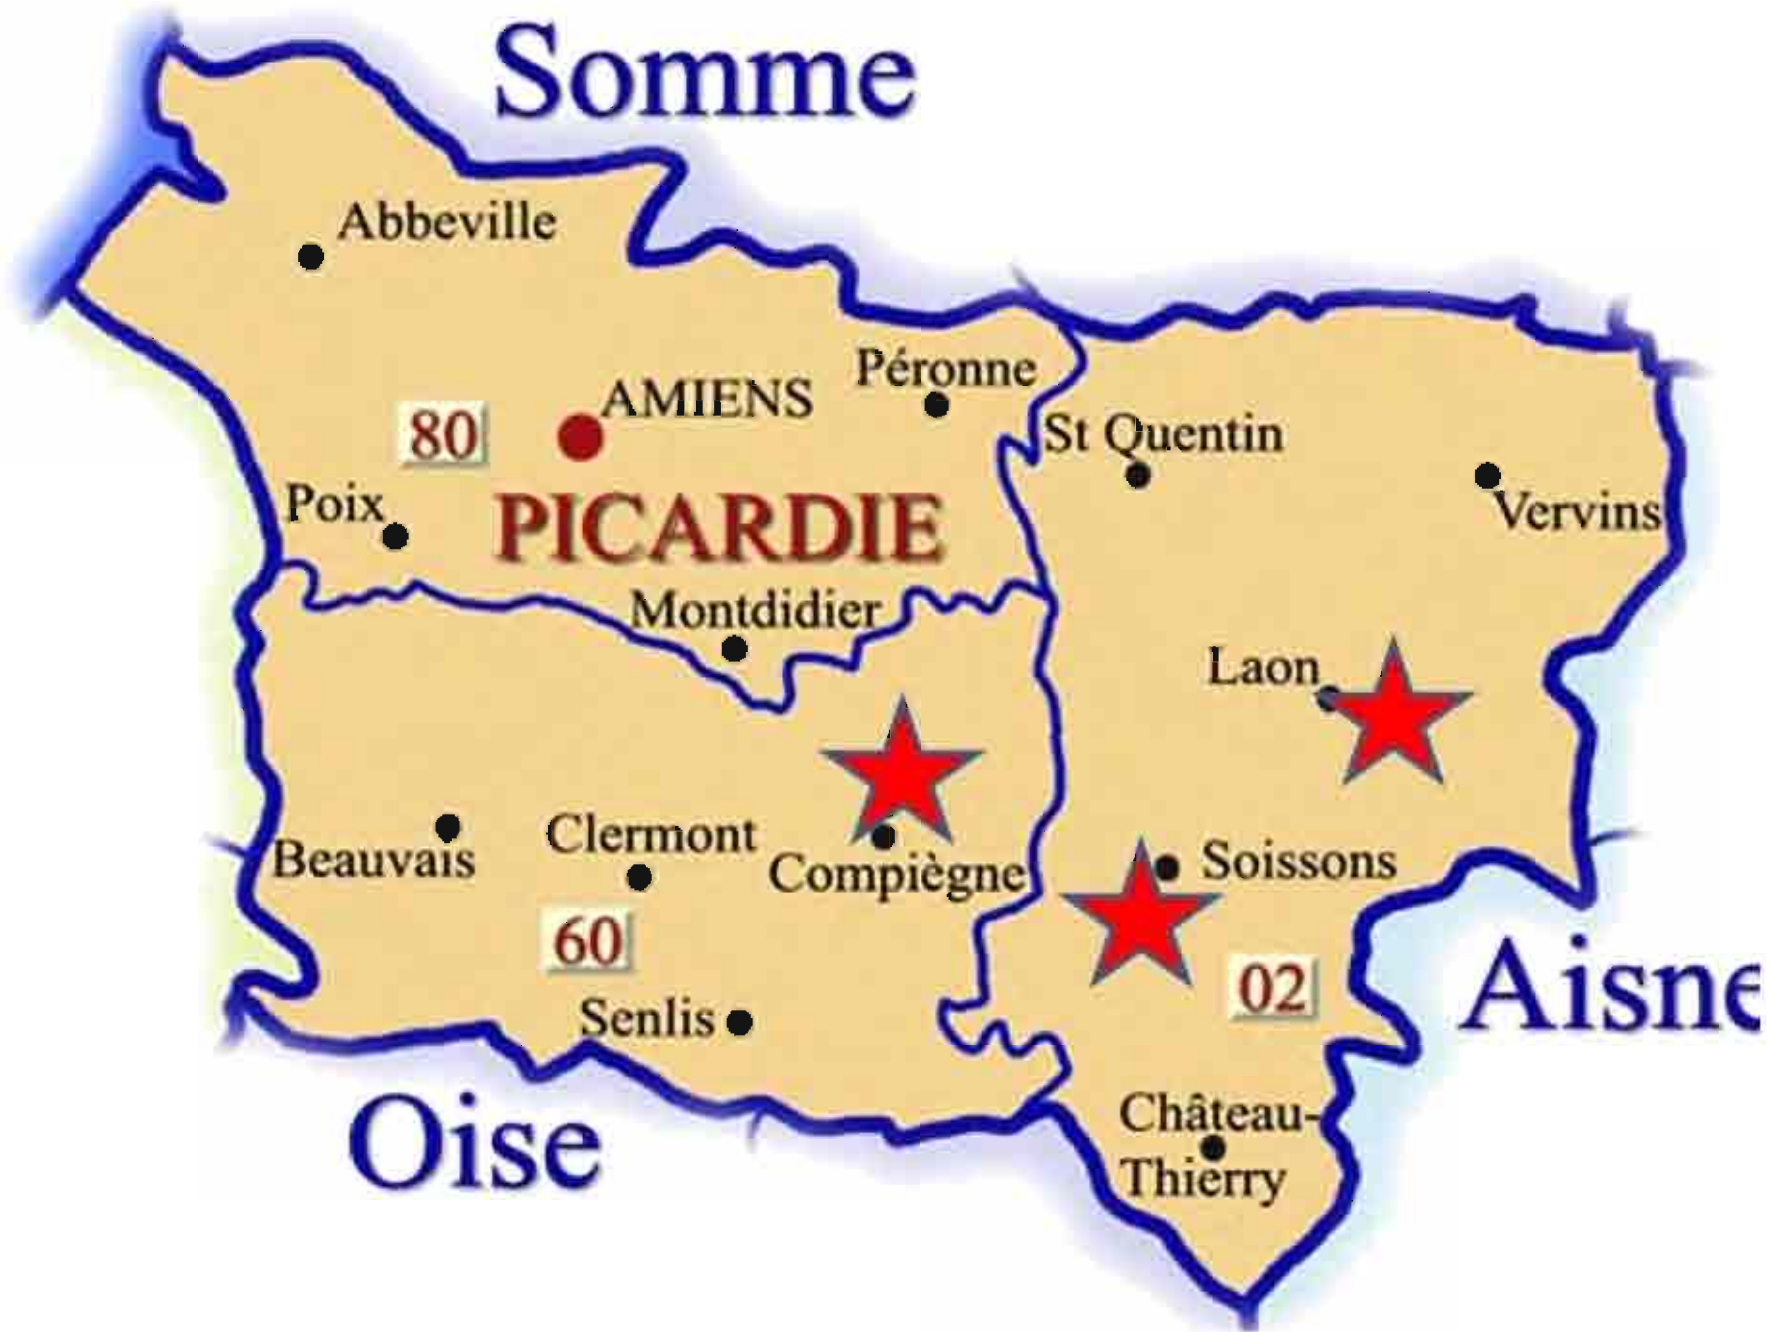 Somme
Abbeville
Péronne
AMIENS
80
St Quentin
Vervins
Poix
PICARDIE
Montdidier
Laon
Beauvais
Clermont
Compiègne
Soissons
60
02
Aisne
Senlis
Oise
Château-
Thierry